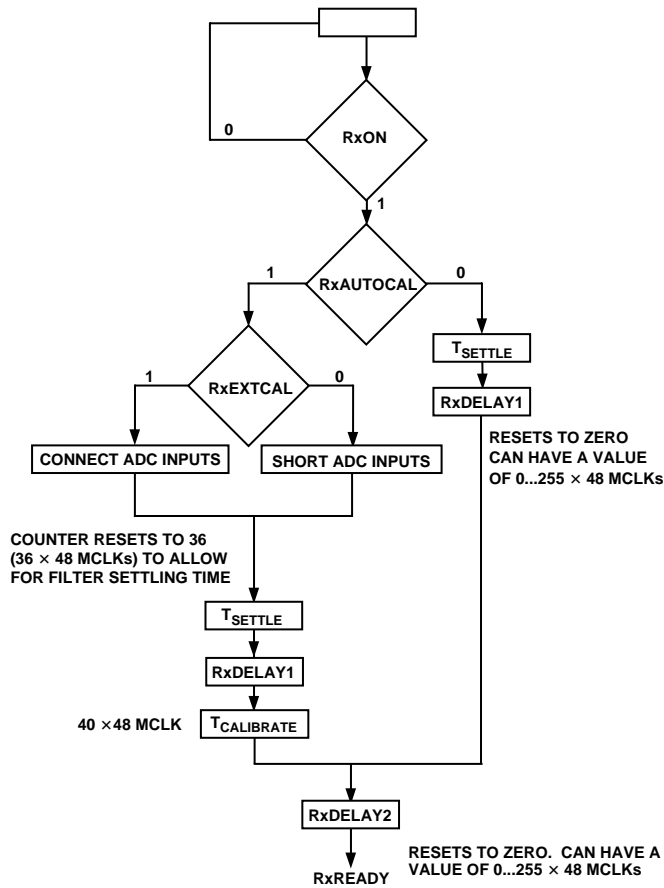 0
RxON
1
1
RxAUTOCAL
0
T_SETTLE
1
RxEXTCAL
0
RxDELAY1
CONNECT ADC INPUTS
SHORT ADC INPUTS
RESETS TO ZERO
CAN HAVE A VALUE
OF 0...255 × 48 MCLKs
COUNTER RESETS TO 36
(36 × 48 MCLKs) TO ALLOW
FOR FILTER SETTLING TIME
T_SETTLE
RxDELAY1
40 ×48 MCLK
T_CALIBRATE
RxDELAY2
RESETS TO ZERO. CAN HAVE A
VALUE OF 0...255 × 48 MCLKs
RxREADY